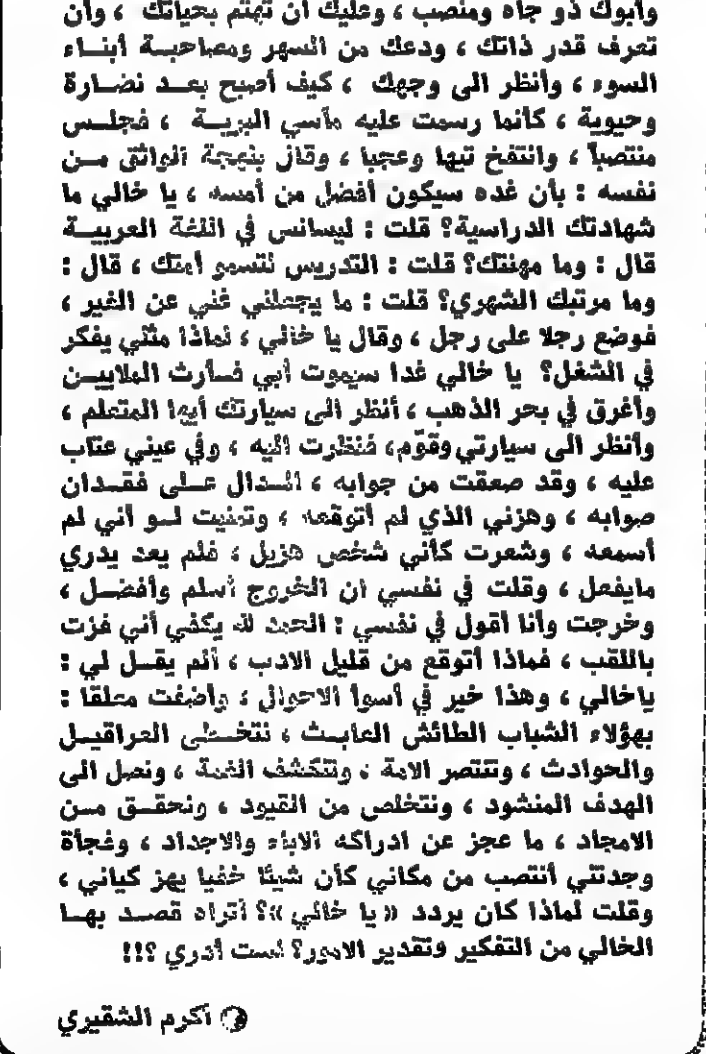 وأبوك ذو جاه ومنصب ، وعليك أن تهتم بحياتك ، وأن
تعرف قدر ذاتك ، ودعك من السهر ومصاحبة أبناء
السوء ، وأنظر الى وجهك ، كيف أصبح بعد نضارة
وحيوية ، كأنما رسمت عليه مآسي البرية ، فجلس
منتصباً ، وانتفخ تيها وعجبا ، وقال بلهجة الواثق من
نفسه : بأن غده سيكون أفضل من أمسه ، يا خالي ما
شهادتك الدراسية؟ قلت : ليسانس في اللغة العربية
قال : وما مهنتك؟ قلت : التدريس لتسمو أمتك ، قال :
وما مرتبك الشهري؟ قلت : ما يجعلني غني عن الغير ،
فوضع رجلا على رجل ، وقال يا خالي ، لماذا مثلي يفكر
في الشغل؟ يا خالي غدا سيموت أبي فسأرث الملايين
وأغرق في بحر الذهب ، أنظر الى سيارتك أيها المتعلم ،
وأنظر الى سيارتي وقوّم، فنظرت اليه ، وفي عيني عتاب
عليه ، وقد صعقت من جوابه ، الدال على فقدان
صوابه ، وهزني الذي لم أتوقعه ، وتمنيت لو أني لم
أسمعه ، وشعرت كأني شخص هزيل ، فلم يعد يدري
مايفعل ، وقلت في نفسي ان الخروج أسلم وأفضل ،
وخرجت وأنا أقول في نفسي : الحمد لله يكفي أني فزت
باللقب ، فماذا أتوقع من قليل الادب ، ألم يقل لي :
ياخالي ، وهذا خير في أسوأ الاحوال ، وأضفت معلقا :
بهؤلاء الشباب الطائش العابث ، نتخطى العراقيل
والحوادث ، وتنتصر الامة ، وتتكشف الغمة ، ونصل الى
الهدف المنشود ، ونتخلص من القيود ، ونحقق من
الامجاد ، ما عجز عن ادراكه الاباء والاجداد ، وفجأة
وجدتني أنتصب من مكاني كأن شيئا خفيا يهز كياني ،
وقلت لماذا كان يردد « يا خالي »؟ أتراه قصد بها
الخالي من التفكير وتقدير الامور؟ لست أدري ؟!!
أكرم الشقيري